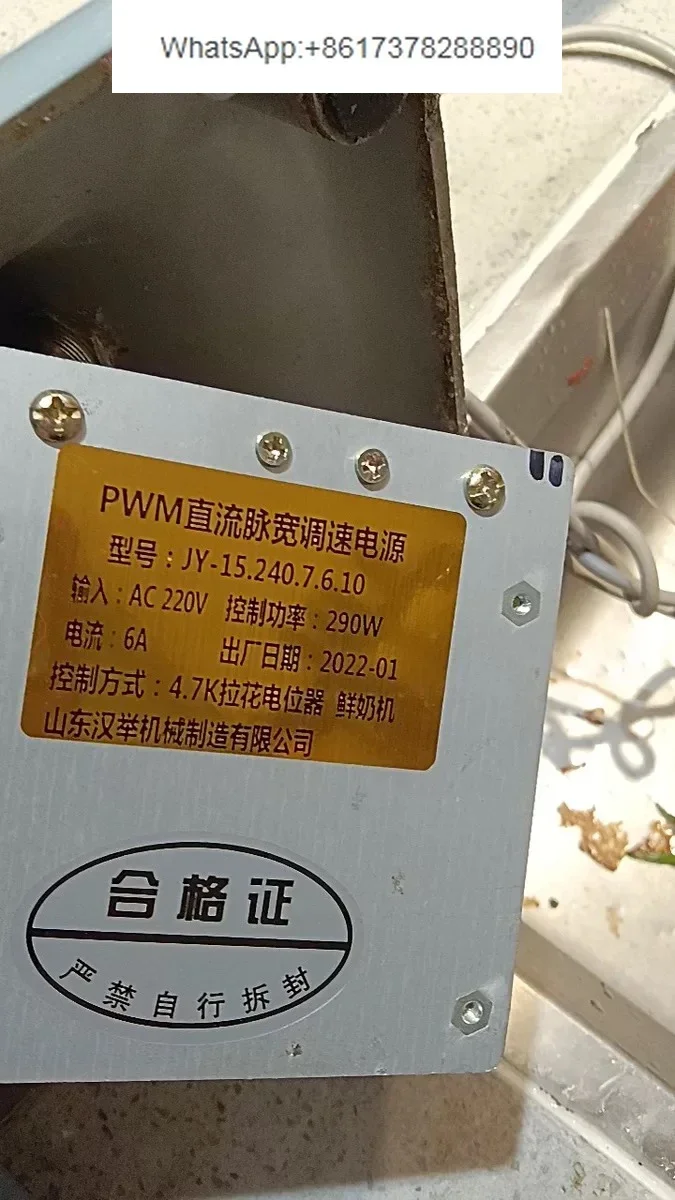 WhatsApp:+8617378288890
PWM直流脉宽调速电源
型号：JY-15.240.7.6.10
输入：AC 220V 控制功率：290W
电流：6A 出厂日期：2022-01
控制方式：4.7K拉花电位器 鲜奶机
山东汉举机械制造有限公司
合格证
严禁自行拆封